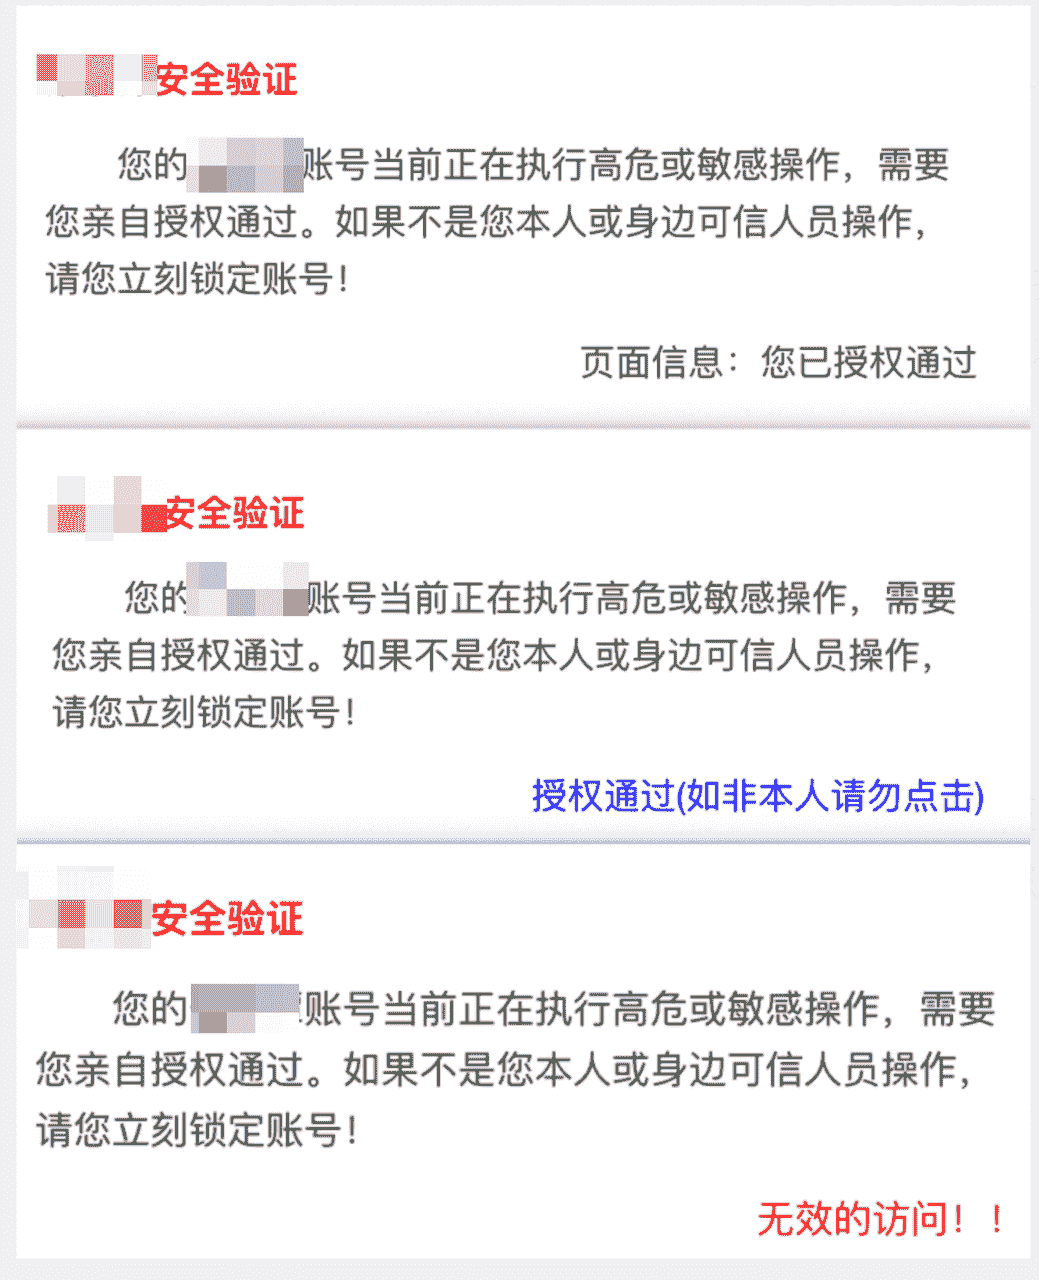 安全验证
您的账号当前正在执行高危或敏感操作，需要
您亲自授权通过。如果不是您本人或身边可信人员操作，
请您立刻锁定账号！
页面信息：您已授权通过
安全验证
您的账号当前正在执行高危或敏感操作，需要
您亲自授权通过。如果不是您本人或身边可信人员操作，
请您立刻锁定账号！
授权通过(如非本人请勿点击)
安全验证
您的账号当前正在执行高危或敏感操作，需要
您亲自授权通过。如果不是您本人或身边可信人员操作，
请您立刻锁定账号！
无效的访问！！